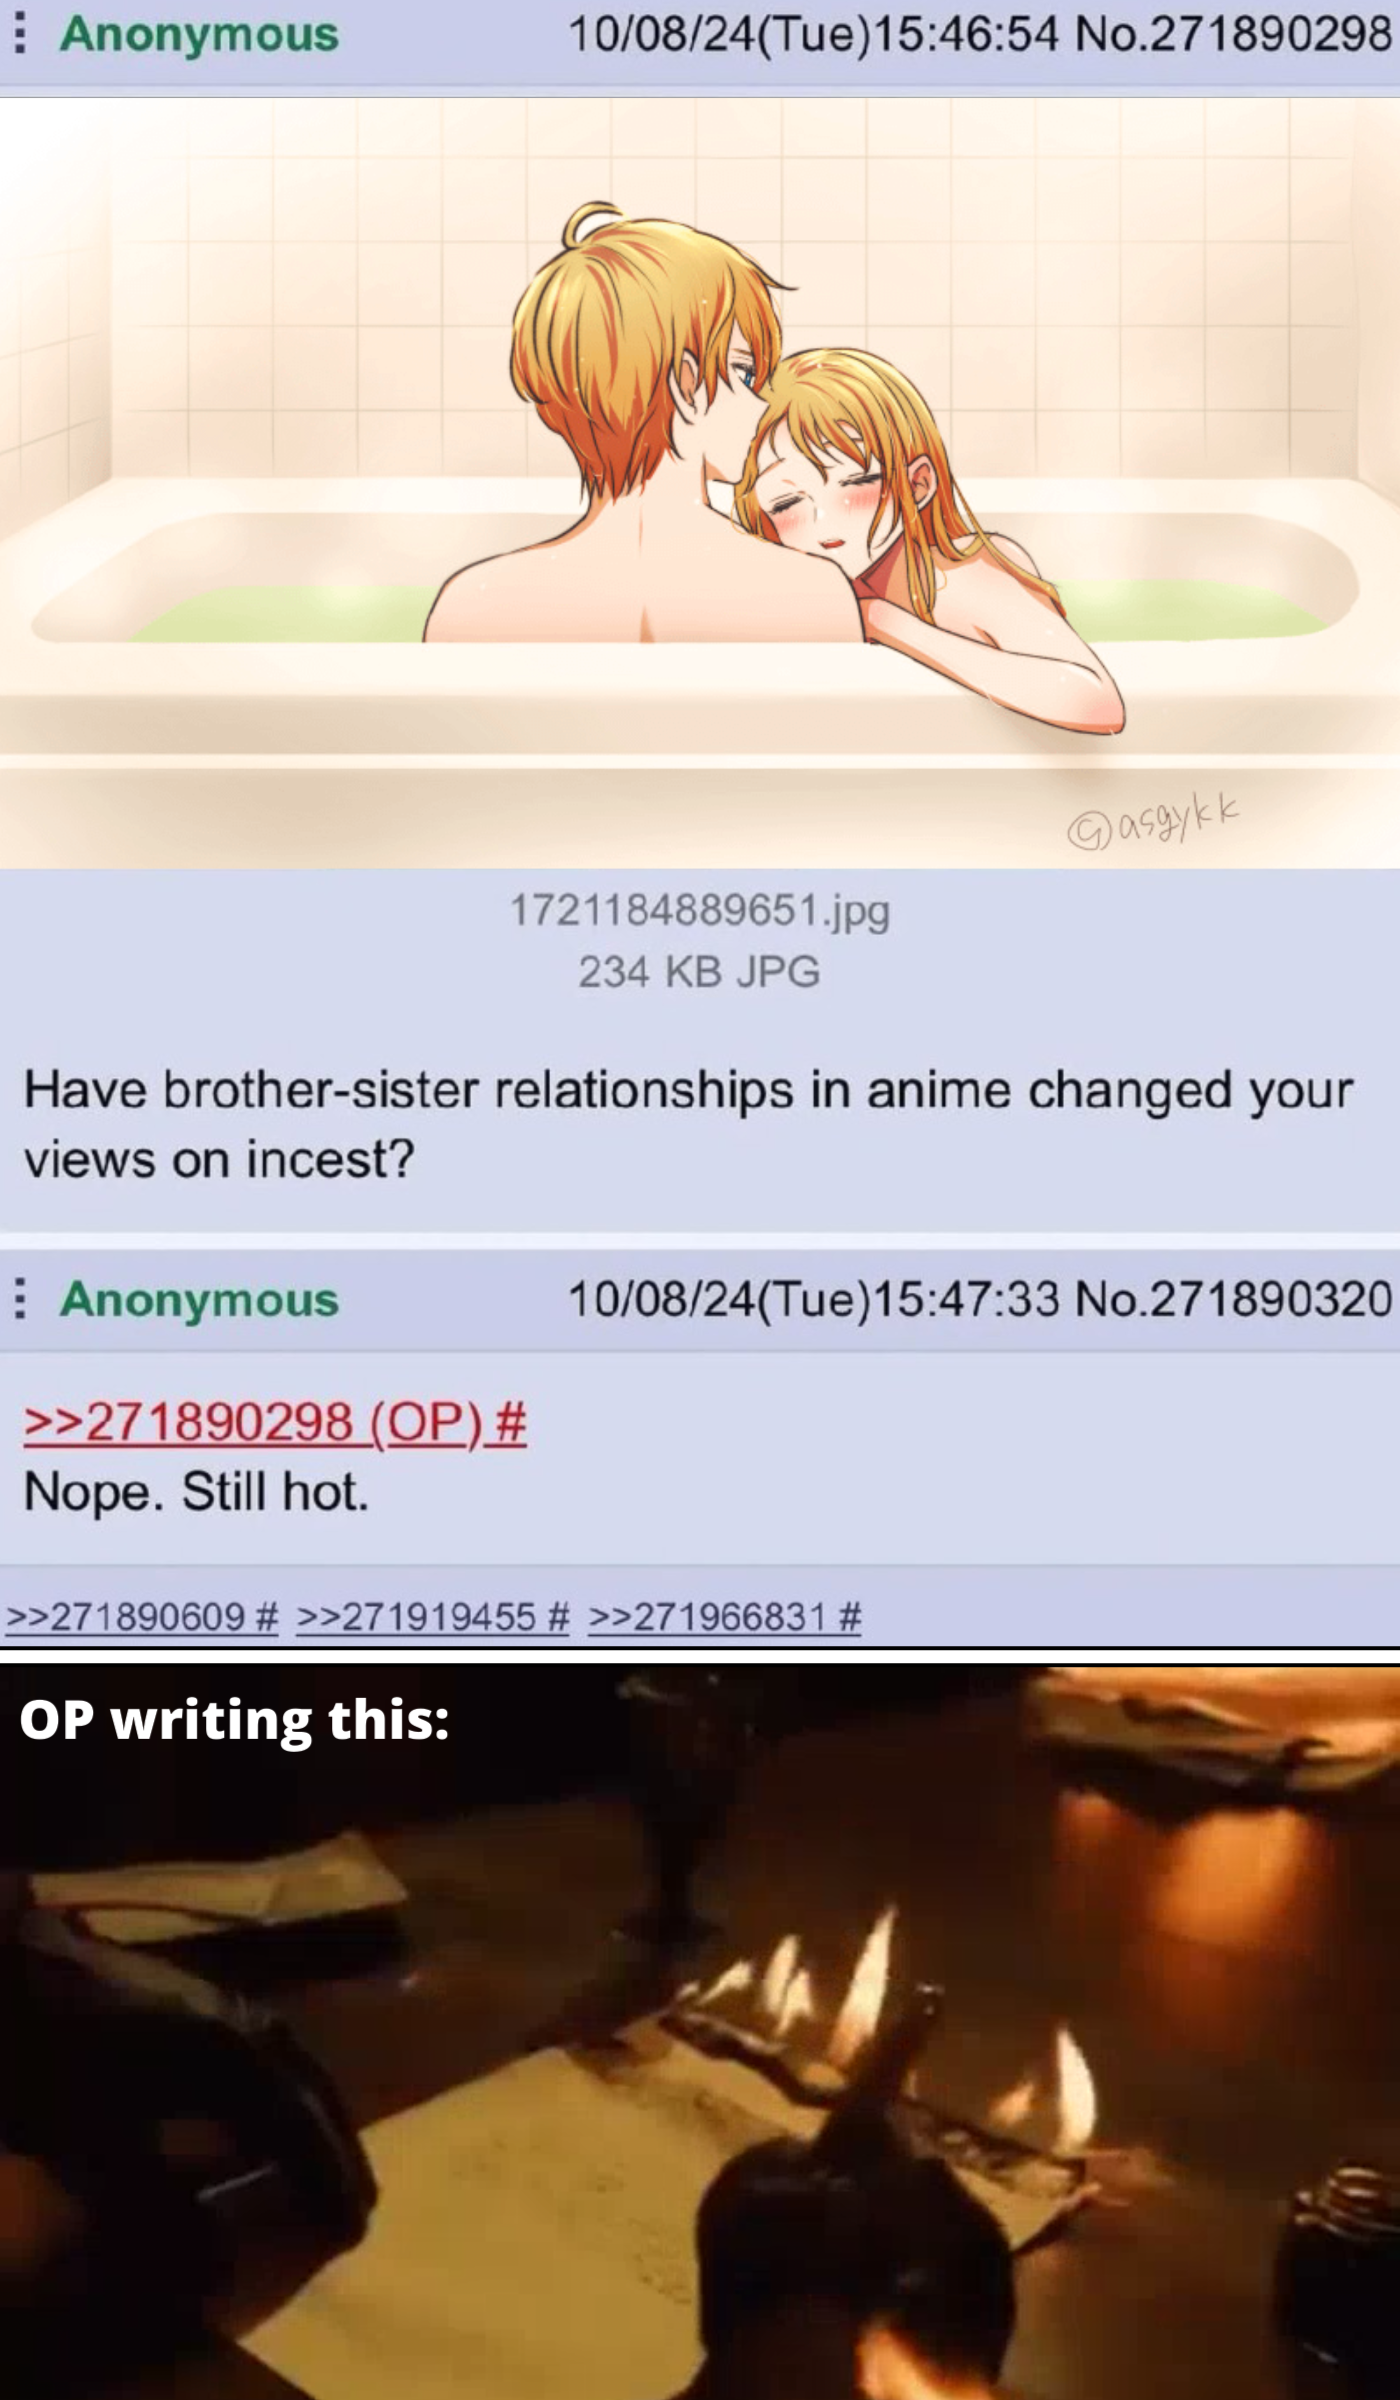 Anonymous 10/08/24(Tue)15:46:54 No.271890298
@asgykk
1721184889651.jpg
234 KB JPG
Have brother-sister relationships in anime changed your
views on incest?
Anonymous 10/08/24(Tue)15:47:33 No.271890320
>>271890298 (OP) #
Nope. Still hot.
>>271890609 # >>271919455 # >>271966831 #
OP writing this: